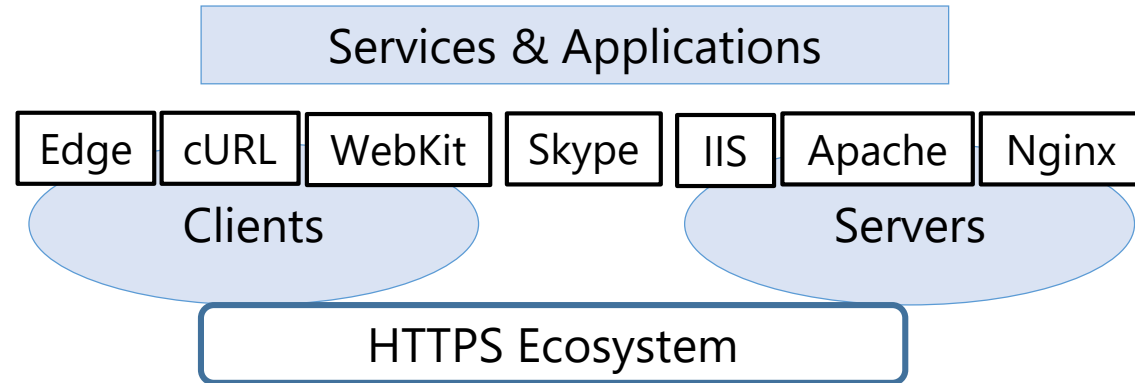 Services & Applications
Edge cURL WebKit Skype IIS Apache Nginx
Clients Servers
HTTPS Ecosystem